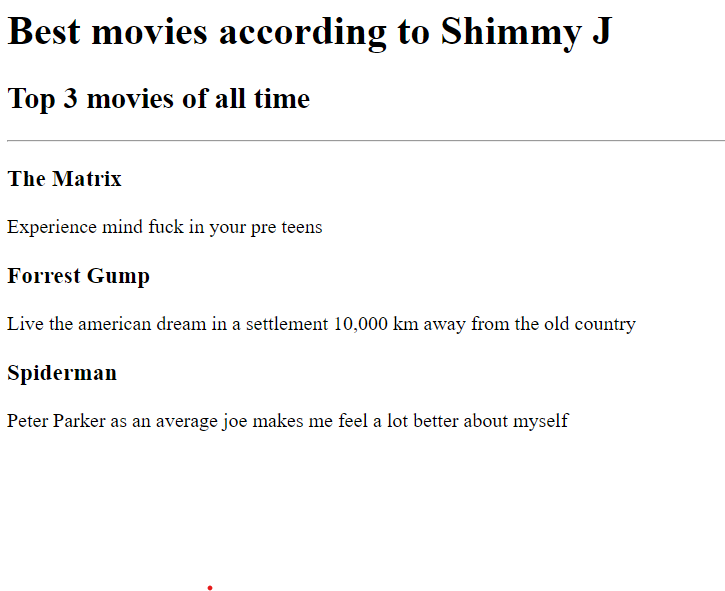 Best movies according to Shimmy J
Top 3 movies of all time
The Matrix
Experience mind fuck in your pre teens
Forrest Gump
Live the american dream in a settlement 10,000 km away from the old country
Spiderman
Peter Parker as an average joe makes me feel a lot better about myself